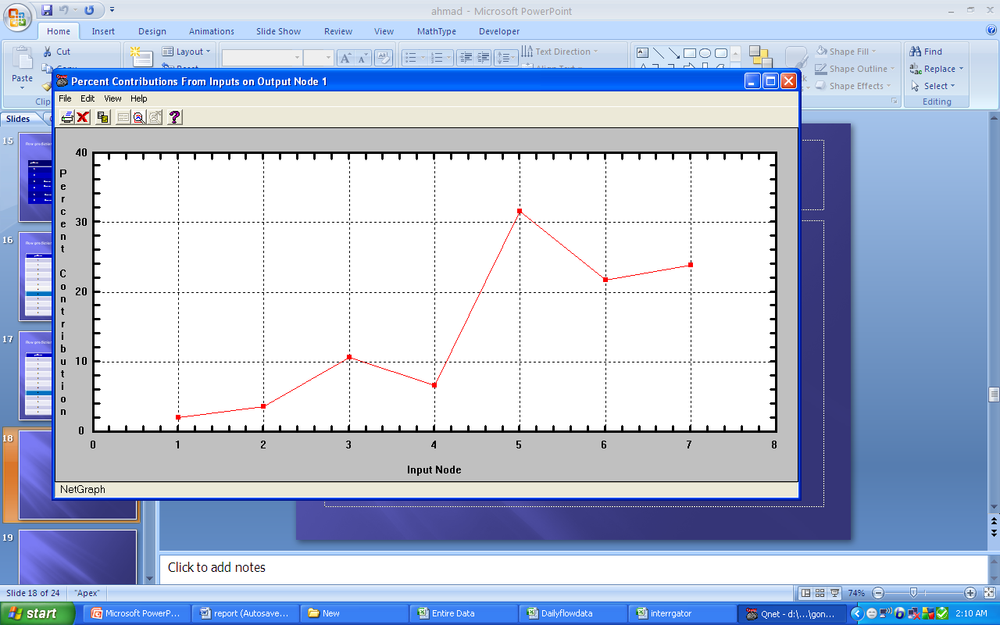 ahmad - Microsoft PowerPoint
Home Insert Design Animations Slide Show Review View MathType Developer
Cut
Layout
Text Direction
Shape Fill
Find
Paste
Shape Outline
Replace
Shape Effects
Select
Editing
Percent Contributions From Inputs on Output Node 1
File Edit View Help
Slides
15
16
17
18
19
Percent Contribution
40
30
20
10
0
0 1 2 3 4 5 6 7 8
Input Node
NetGraph
Click to add notes
Slide 18 of 24 "Apex" 74%
start Microsoft PowerP... report (Autosave... New Entire Data Dailyflowdata interrgator Qnet - d:\...\gon... 2:10 AM